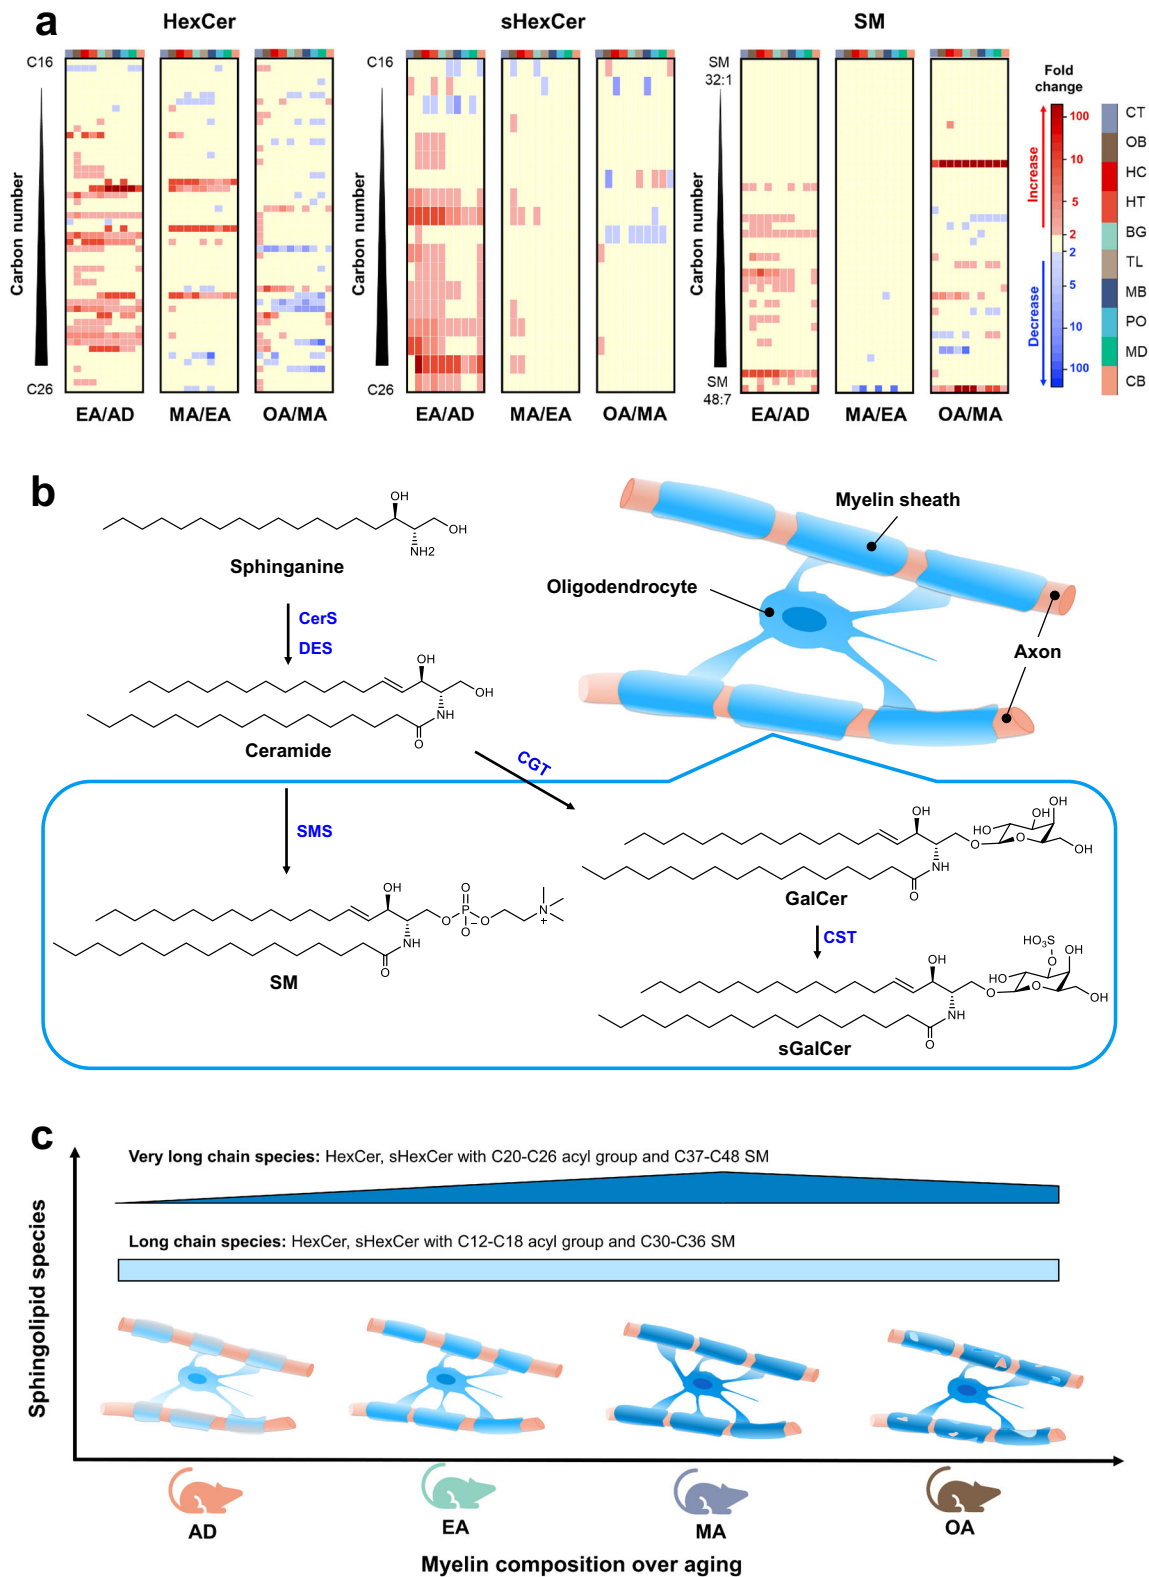 a
HexCer
sHexCer
SM
C16
C26
Carbon number
EA/AD
MA/EA
OA/MA
C16
C26
Carbon number
EA/AD
MA/EA
OA/MA
SM
32:1
SM
48:7
Carbon number
EA/AD
MA/EA
OA/MA
Fold
change
Increase
Decrease
100
10
5
2
2
5
10
100
CT
OB
HC
HT
BG
TL
MB
PO
MD
CB
b
OH
OH
NH2
Sphinganine
CerS
DES
OH
OH
NH
O
Ceramide
CGT
SMS
OH
O
O
P
O
O
−
N
+
NH
O
SM
Myelin sheath
Oligodendrocyte
Axon
OH
OH
OH
HO
O
O
OH
NH
O
GalCer
CST
HO₃S
O
OH
OH
HO
O
O
OH
NH
O
sGalCer
c
Sphingolipid species
Very long chain species: HexCer, sHexCer with C20-C26 acyl group and C37-C48 SM
Long chain species: HexCer, sHexCer with C12-C18 acyl group and C30-C36 SM
AD
EA
MA
OA
Myelin composition over aging